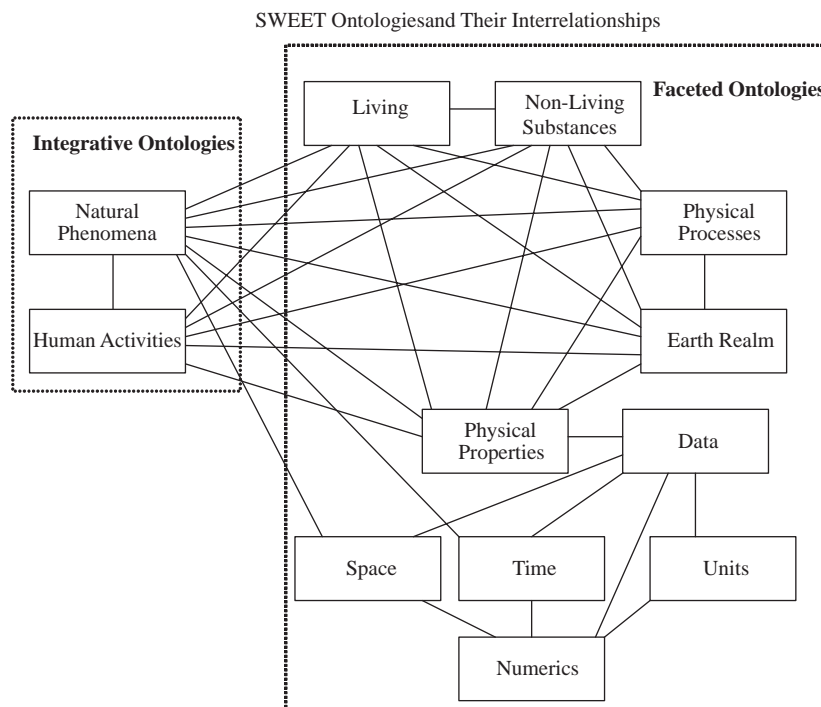 SWEET Ontologiesand Their Interrelationships
Faceted Ontologies
Living
Non-Living
Substances
Integrative Ontologies
Natural
Phenomena
Physical
Processes
Human Activities
Earth Realm
Physical
Properties
Data
Space
Time
Units
Numerics